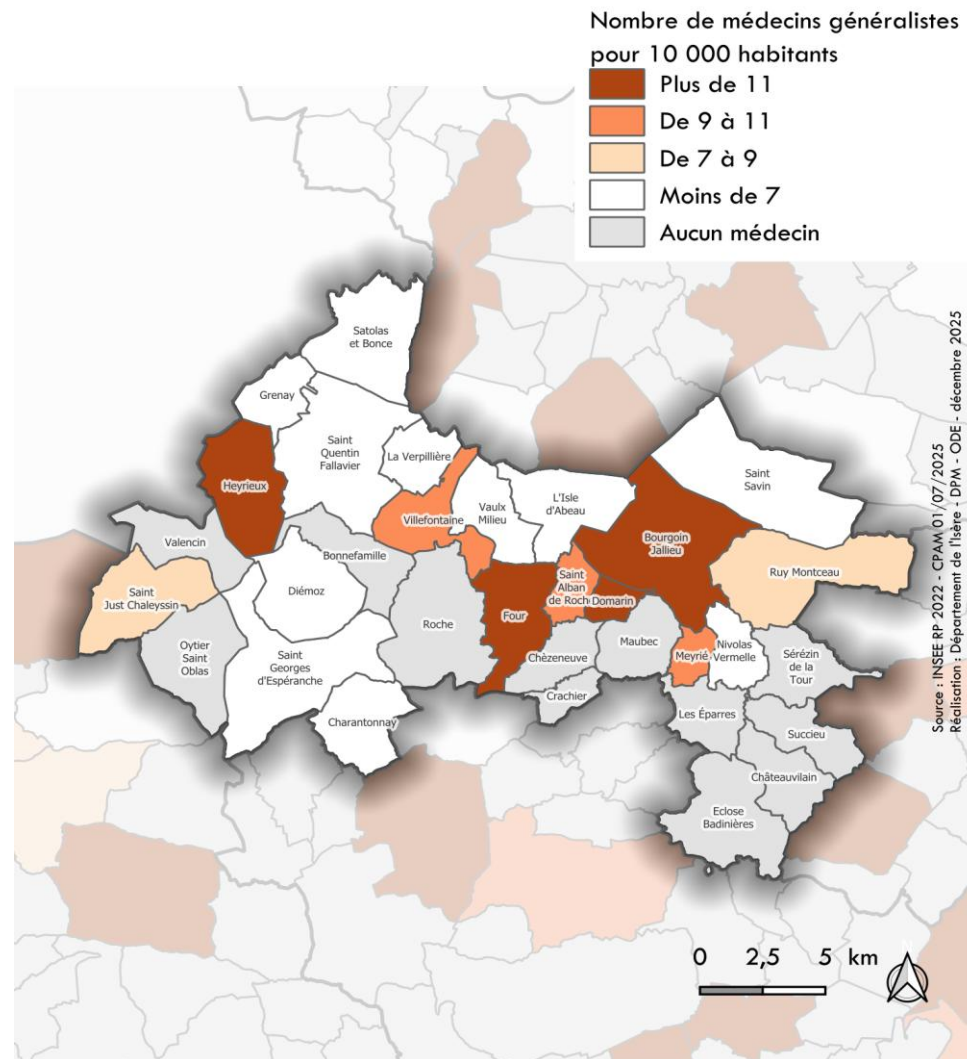 Nombre de médecins généralistes
pour 10 000 habitants
Plus de 11
De 9 à 11
De 7 à 9
Moins de 7
Aucun médecin
Satolas
et Bonce
Grenay
Saint
Quentin
Fallavier
La Verpillière
Heyrieux
Villefontaine
Vaulx
Milieu
L'Isle
d'Abeau
Saint
Savin
Bourgoin
Jallieu
Ruy Montceau
Valencin
Bonnefamille
Saint
Just Chaleyssin
Diémoz
Roche
Four
Saint
Alban
de Roche
Domarin
Maubec
Meyrié
Nivolas
Vermelle
Sérézin
de la
Tour
Oytier
Saint
Oblas
Saint
Georges
d'Espéranche
Chèzeneuve
Crachier
Charantonnay
Les Éparres
Succieu
Châteauvilain
Eclose
Badinières
0 2,5 5 km
N
Source : INSEE RP 2022 - CPAM 01/07/2025
Réalisation : Département de l'Isère - DPM - ODE - décembre 2025